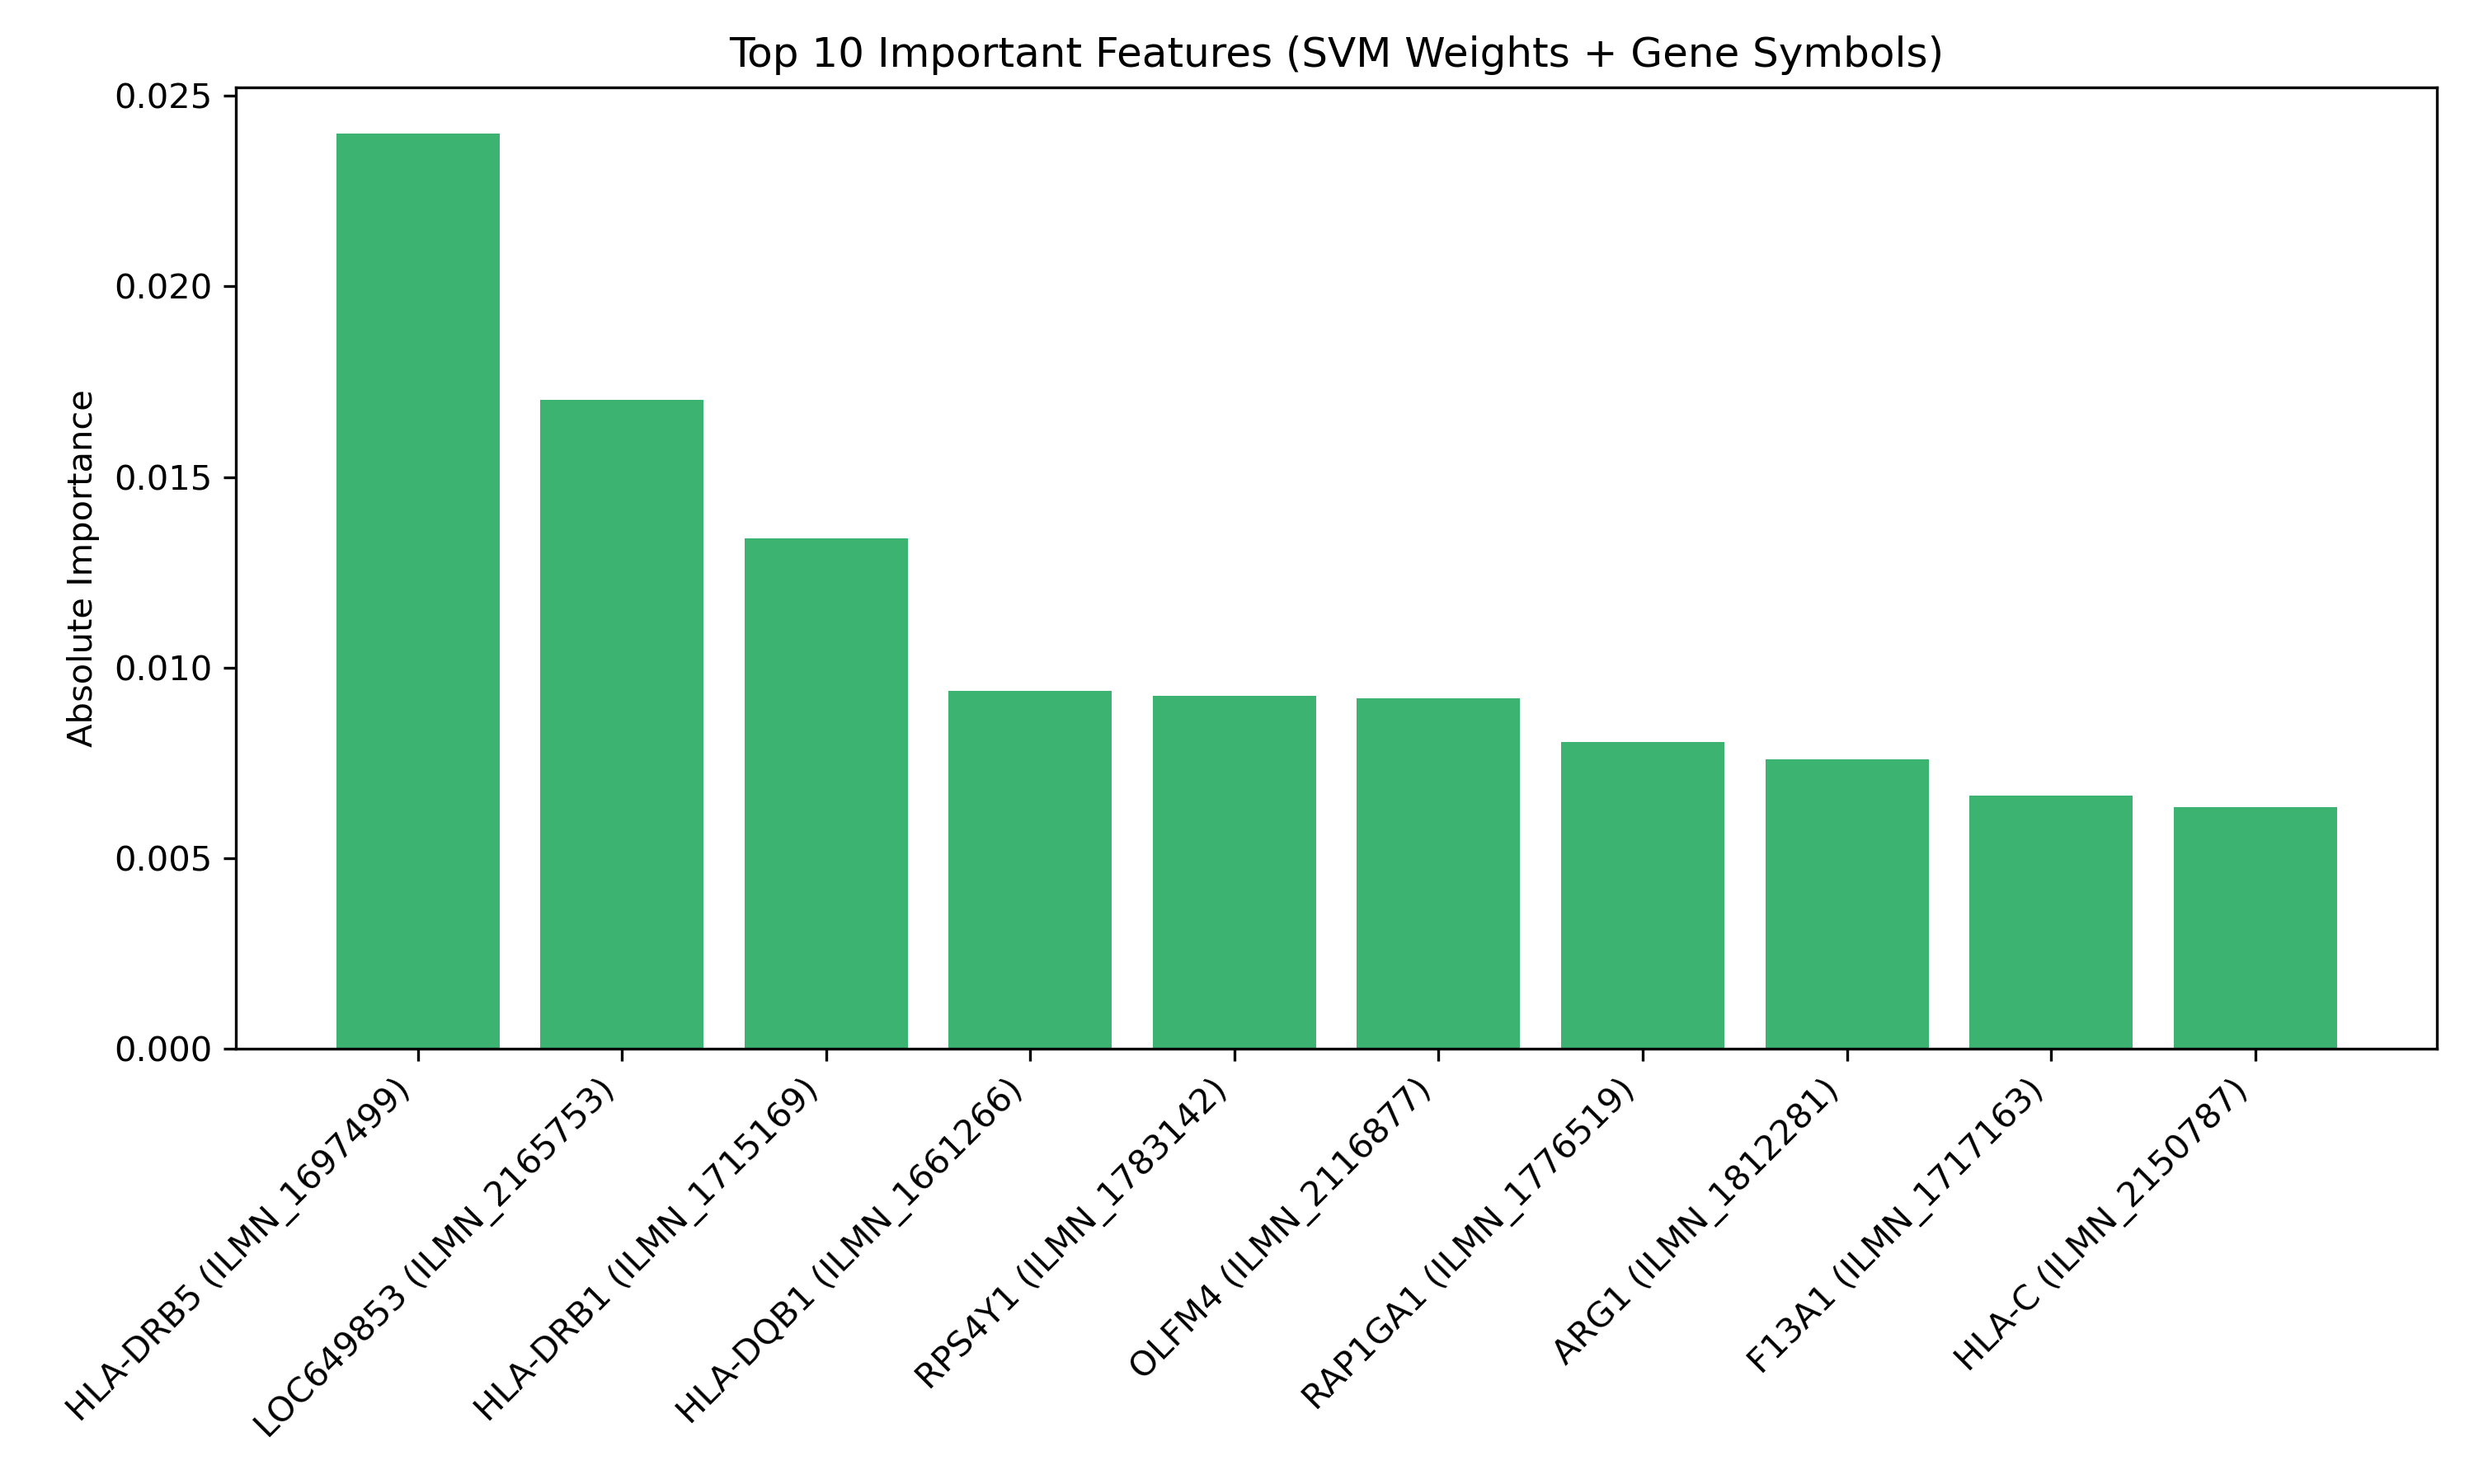 Top 10 Important Features (SVM Weights + Gene Symbols)
Absolute Importance
0.025
0.020
0.015
0.010
0.005
0.000
HLA-DRB5 (ILMN_1697499)
LOC649853 (ILMN_2165753)
HLA-DRB1 (ILMN_1715169)
HLA-DQB1 (ILMN_1661266)
RPS4Y1 (ILMN_1783142)
OLFM4 (ILMN_2116877)
RAP1GA1 (ILMN_1776519)
ARG1 (ILMN_1812281)
F13A1 (ILMN_1717163)
HLA-C (ILMN_2150787)